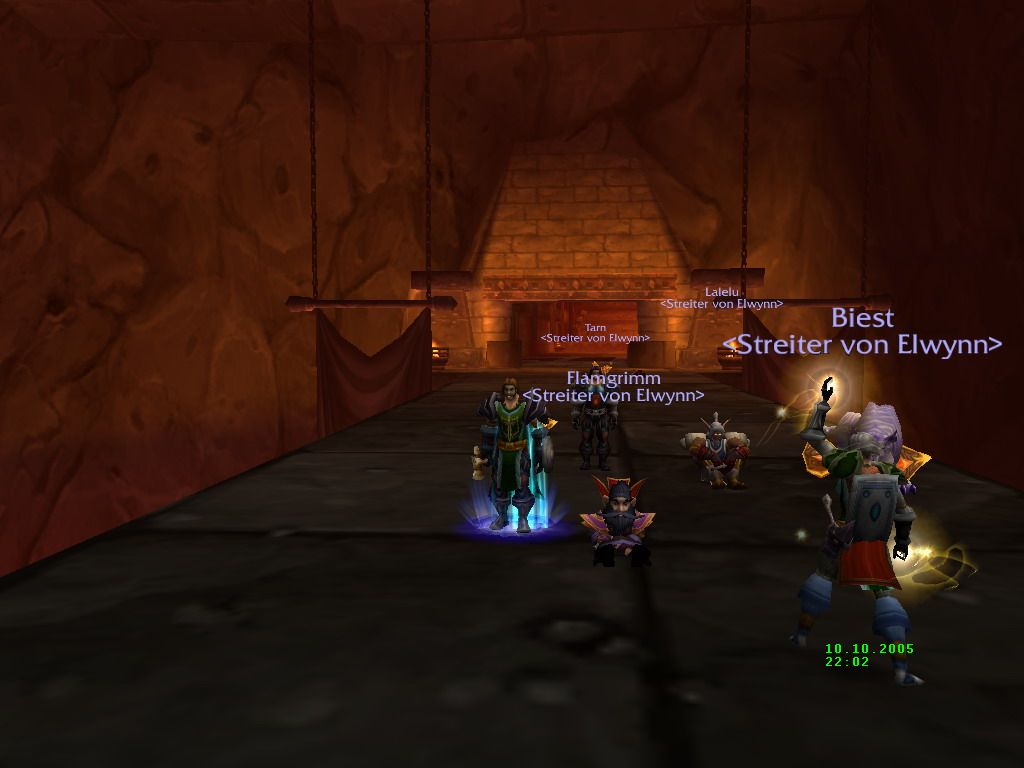 Lalelu
<Streiter von Elwynn>
Biest
<Streiter von Elwynn>
Tarn
<Streiter von Elwynn>
Flamgrimm
<Streiter von Elwynn>
10.10.2005
22:02